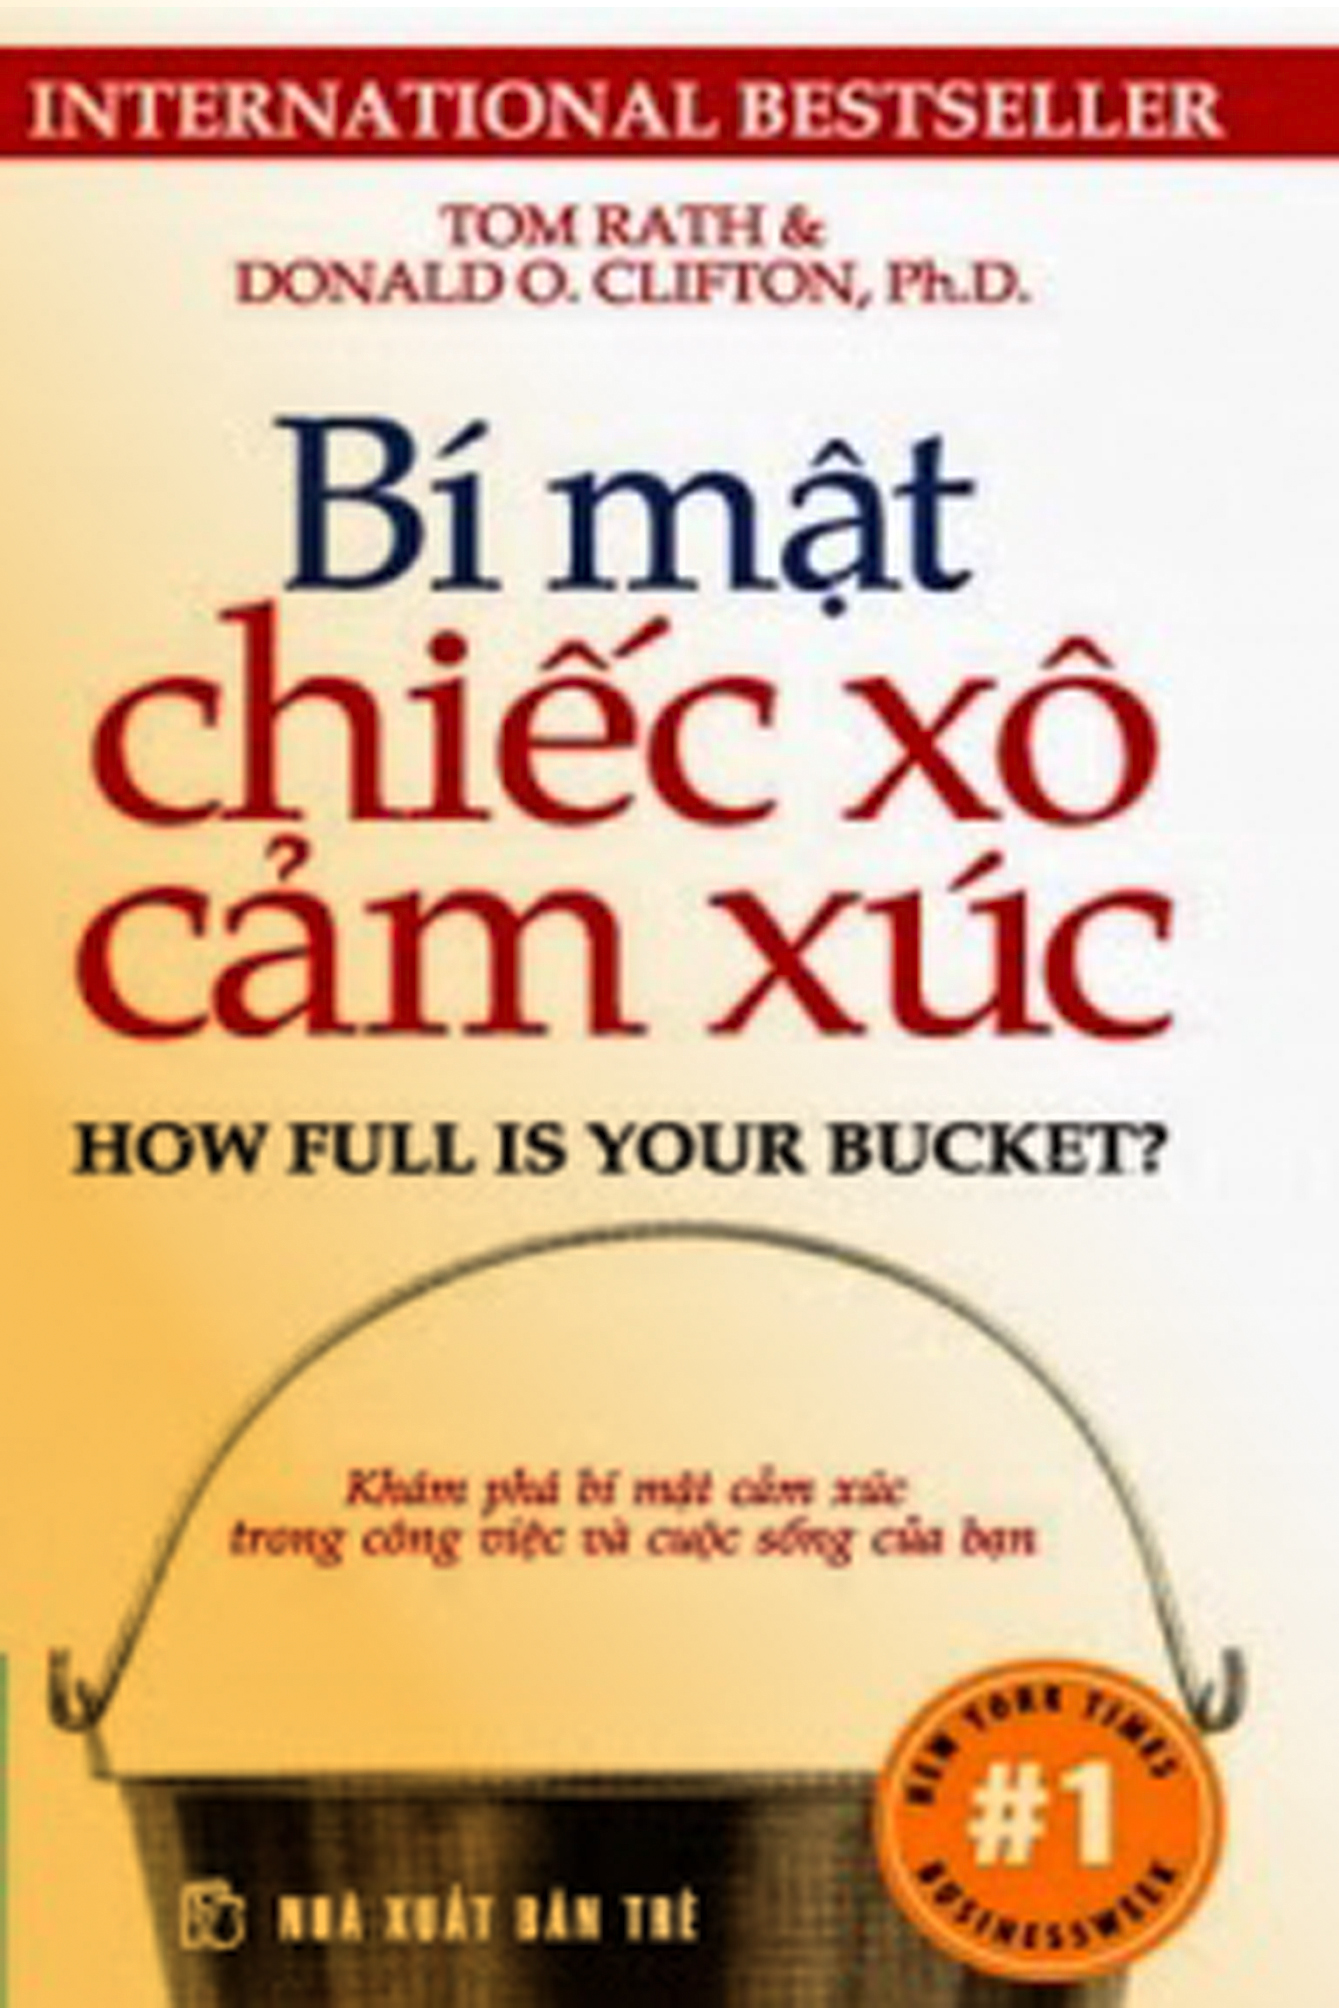 INTERNATIONAL BESTSELLER
TOM RATH &
DONALD O. CLIFTON, Ph.D.
Bí mật
chiếc xô
cảm xúc
HOW FULL IS YOUR BUCKET?
Khám phá bí mật cảm xúc
trong công việc và cuộc sống của bạn
NEW YORK TIMES
#1
BUSINESSWEEK
NHÀ XUẤT BẢN TRẺ